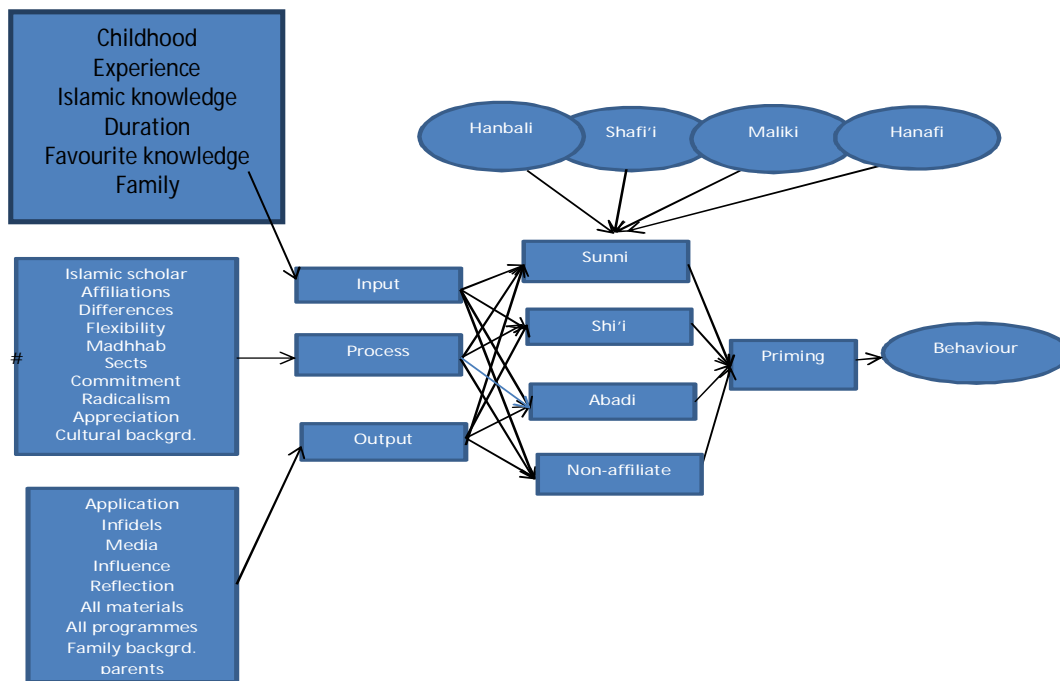 Childhood
Experience
Islamic knowledge
Duration
Favourite knowledge
Family
Hanbali
Shafi'i
Maliki
Hanafi
Islamic scholar
Affiliations
Differences
Flexibility
Madhhab
Sects
Commitment
Radicalism
Appreciation
Cultural backgrd.
#
Input
Process
Output
Sunni
Shi'i
Abadi
Non-affiliate
Priming
Behaviour
Application
Infidels
Media
Influence
Reflection
All materials
All programmes
Family backgrd.
parents